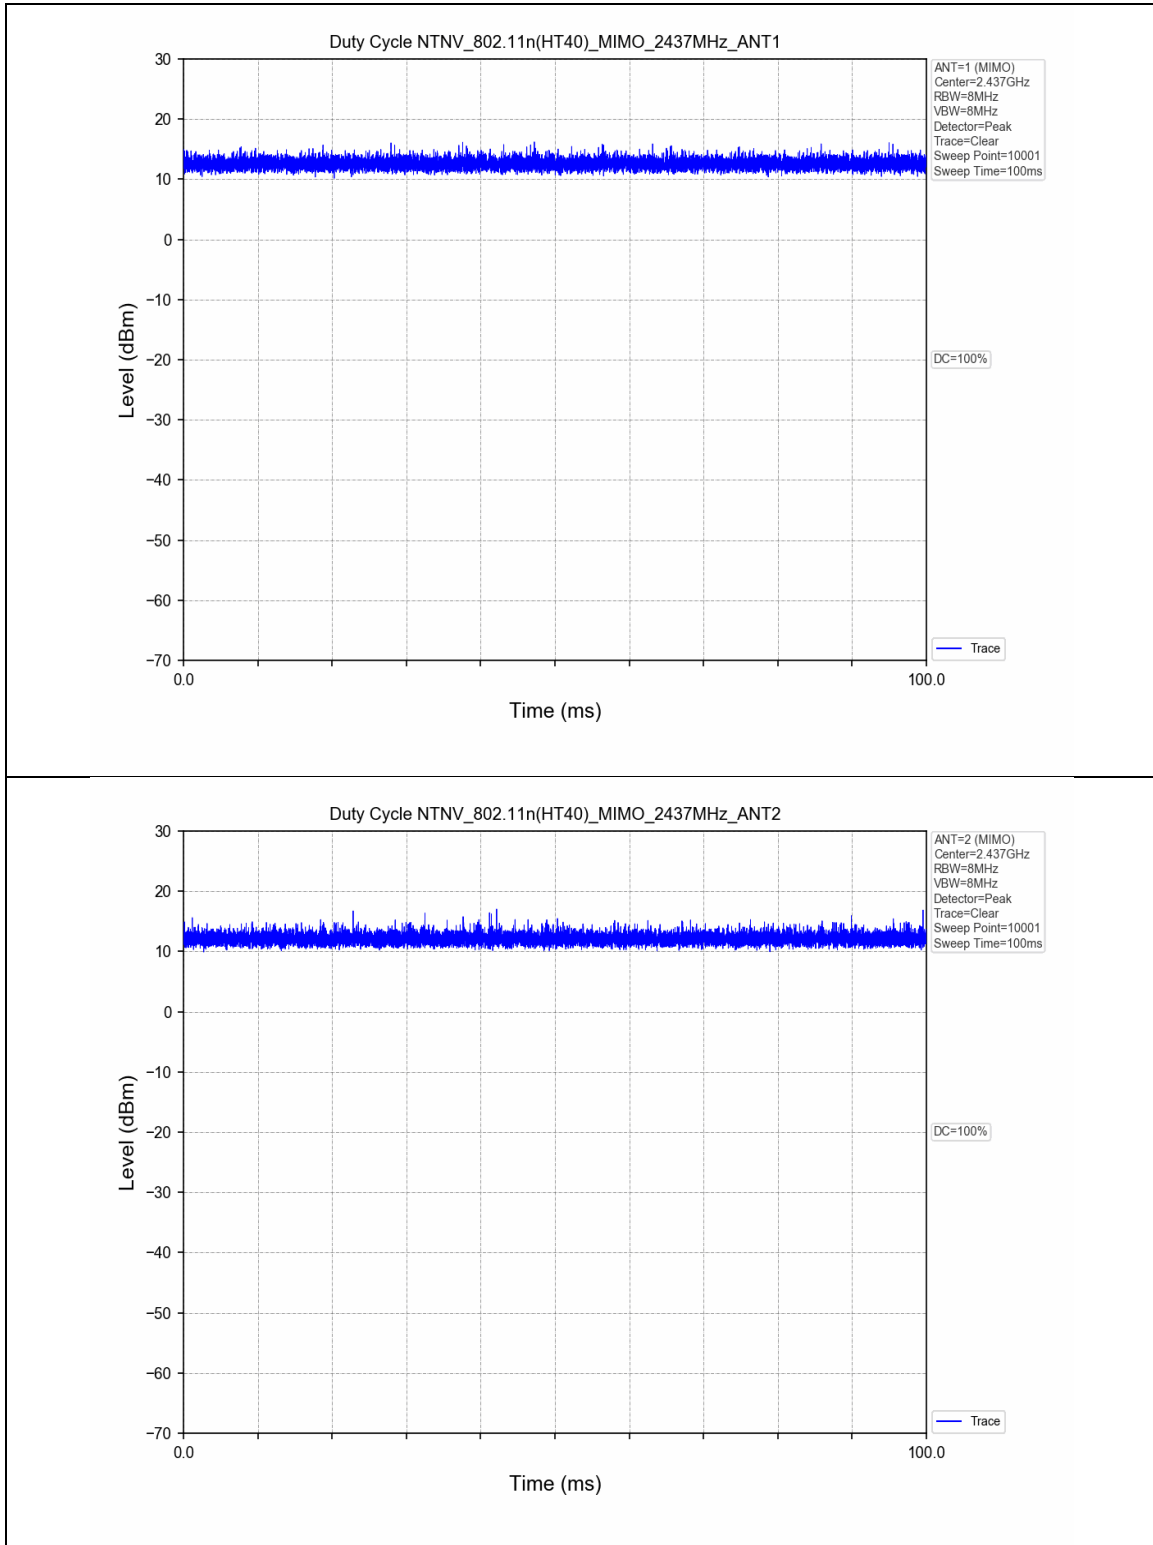 Duty Cycle NTNV_802.11n(HT40)_MIMO_2437MHz_ANT1
30
20
10
0
−10
−20
−30
−40
−50
−60
−70
Level (dBm)
0.0
100.0
Time (ms)
ANT=1 (MIMO)
Center=2.437GHz
RBW=8MHz
VBW=8MHz
Detector=Peak
Trace=Clear
Sweep Point=10001
Sweep Time=100ms
DC=100%
Trace
Duty Cycle NTNV_802.11n(HT40)_MIMO_2437MHz_ANT2
30
20
10
0
−10
−20
−30
−40
−50
−60
−70
Level (dBm)
0.0
100.0
Time (ms)
ANT=2 (MIMO)
Center=2.437GHz
RBW=8MHz
VBW=8MHz
Detector=Peak
Trace=Clear
Sweep Point=10001
Sweep Time=100ms
DC=100%
Trace